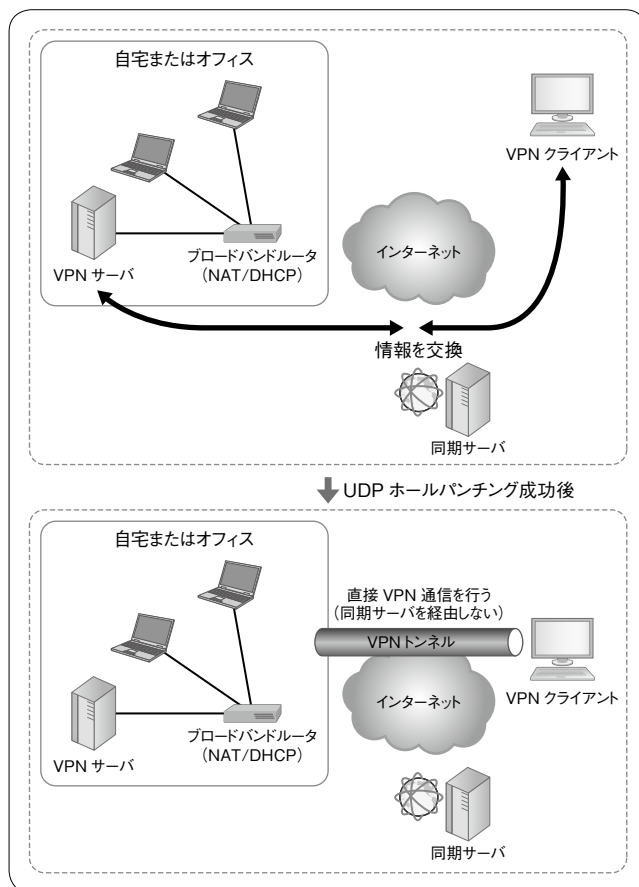 自宅またはオフィス
VPN クライアント
インターネット
VPN サーバ
ブロードバンドルータ
(NAT/DHCP)
情報を交換
同期サーバ
UDP ホールパンチング成功後
自宅またはオフィス
直接 VPN 通信を行う
(同期サーバを経由しない)
VPNトンネル
インターネット
VPN クライアント
VPN サーバ
ブロードバンドルータ
(NAT/DHCP)
同期サーバ